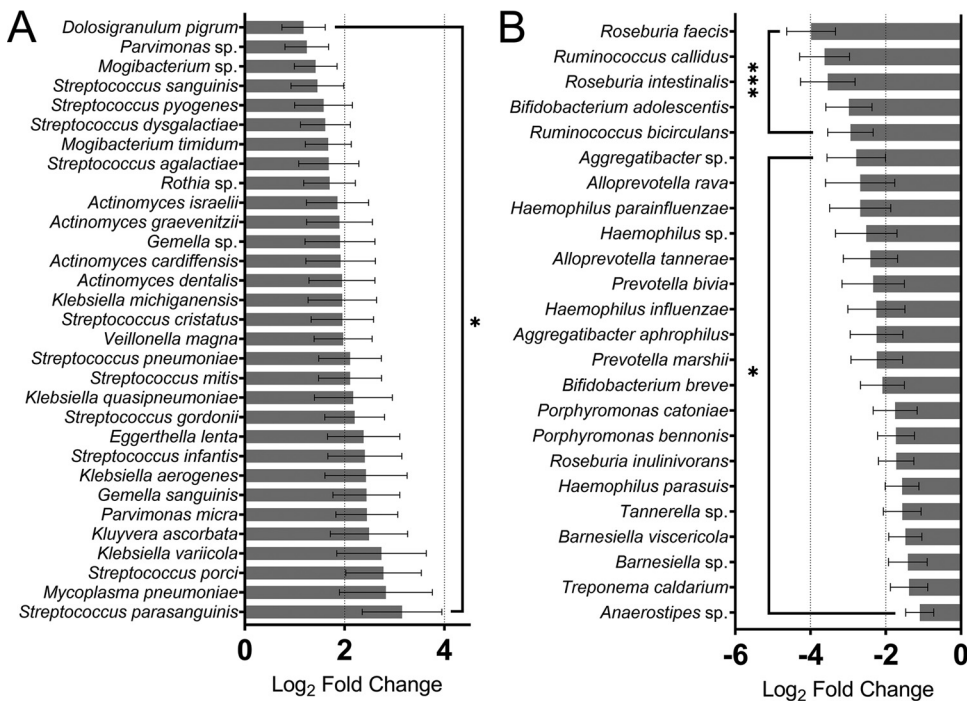 A
Dolosigranulum pigrum
Parvimonas sp.
Mogibacterium sp.
Streptococcus sanguinis
Streptococcus pyogenes
Streptococcus dysgalactiae
Mogibacterium timidum
Streptococcus agalactiae
Rothia sp.
Actinomyces israelii
Actinomyces graevenitzii
Gemella sp.
Actinomyces cardiffensis
Actinomyces dentalis
Klebsiella michiganensis
Streptococcus cristatus
Veillonella magna
Streptococcus pneumoniae
Streptococcus mitis
Klebsiella quasipneumoniae
Streptococcus gordonii
Eggerthella lenta
Streptococcus infantis
Klebsiella aerogenes
Gemella sanguinis
Parvimonas micra
Kluyvera ascorbata
Klebsiella variicola
Streptococcus porci
Mycoplasma pneumoniae
Streptococcus parasanguinis
*
0 2 4
Log₂ Fold Change
B
Roseburia faecis
Ruminococcus callidus
Roseburia intestinalis
Bifidobacterium adolescentis
Ruminococcus bicirculans
Aggregatibacter sp.
Alloprevotella rava
Haemophilus parainfluenzae
Haemophilus sp.
Alloprevotella tannerae
Prevotella bivia
Haemophilus influenzae
Aggregatibacter aphrophilus
Prevotella marshii
Bifidobacterium breve
Porphyromonas catoniae
Porphyromonas bennonis
Roseburia inulinivorans
Haemophilus parasuis
Tannerella sp.
Barnesiella viscericola
Barnesiella sp.
Treponema caldarium
Anaerostipes sp.
***
*
-6 -4 -2 0
Log₂ Fold Change